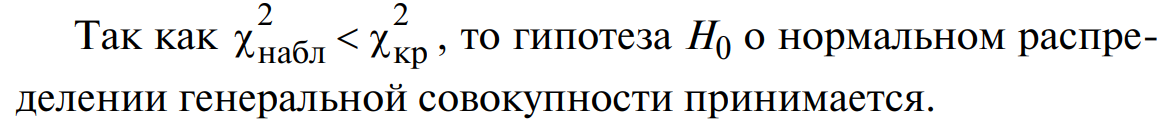 Так как χ²набл < χ²кр , то гипотеза H₀ о нормальном распре-
делении генеральной совокупности принимается.